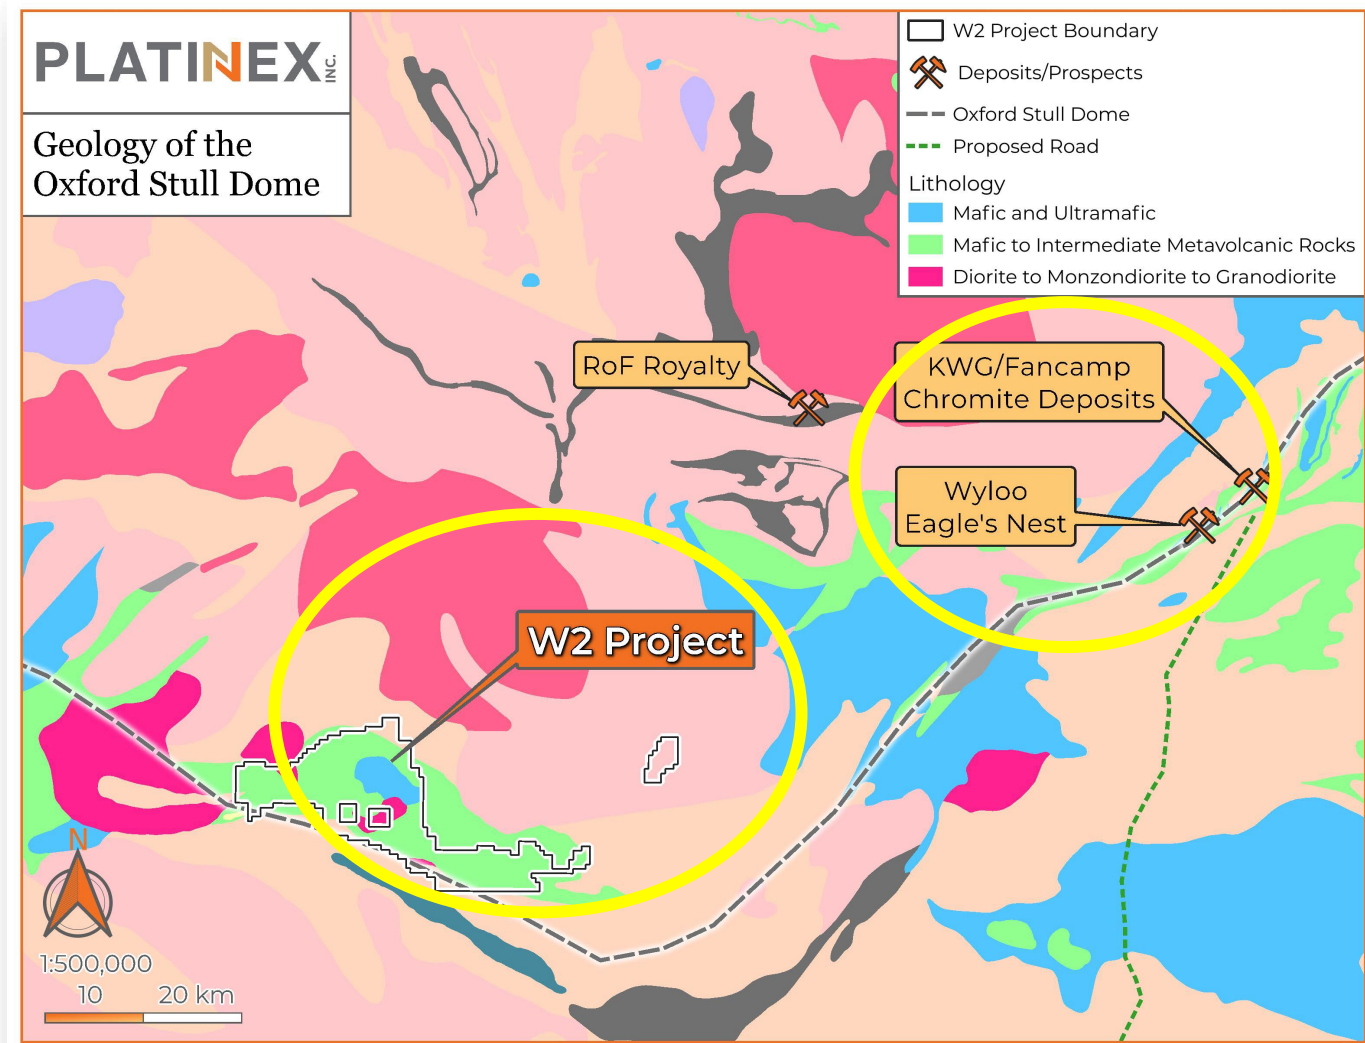 PLATINEX INC.
Geology of the
Oxford Stull Dome
W2 Project Boundary
Deposits/Prospects
Oxford Stull Dome
Proposed Road
Lithology
Mafic and Ultramafic
Mafic to Intermediate Metavolcanic Rocks
Diorite to Monzondiorite to Granodiorite
RoF Royalty
KWG/Fancamp
Chromite Deposits
Wyloo
Eagle's Nest
W2 Project
N
1:500,000
10 20 km